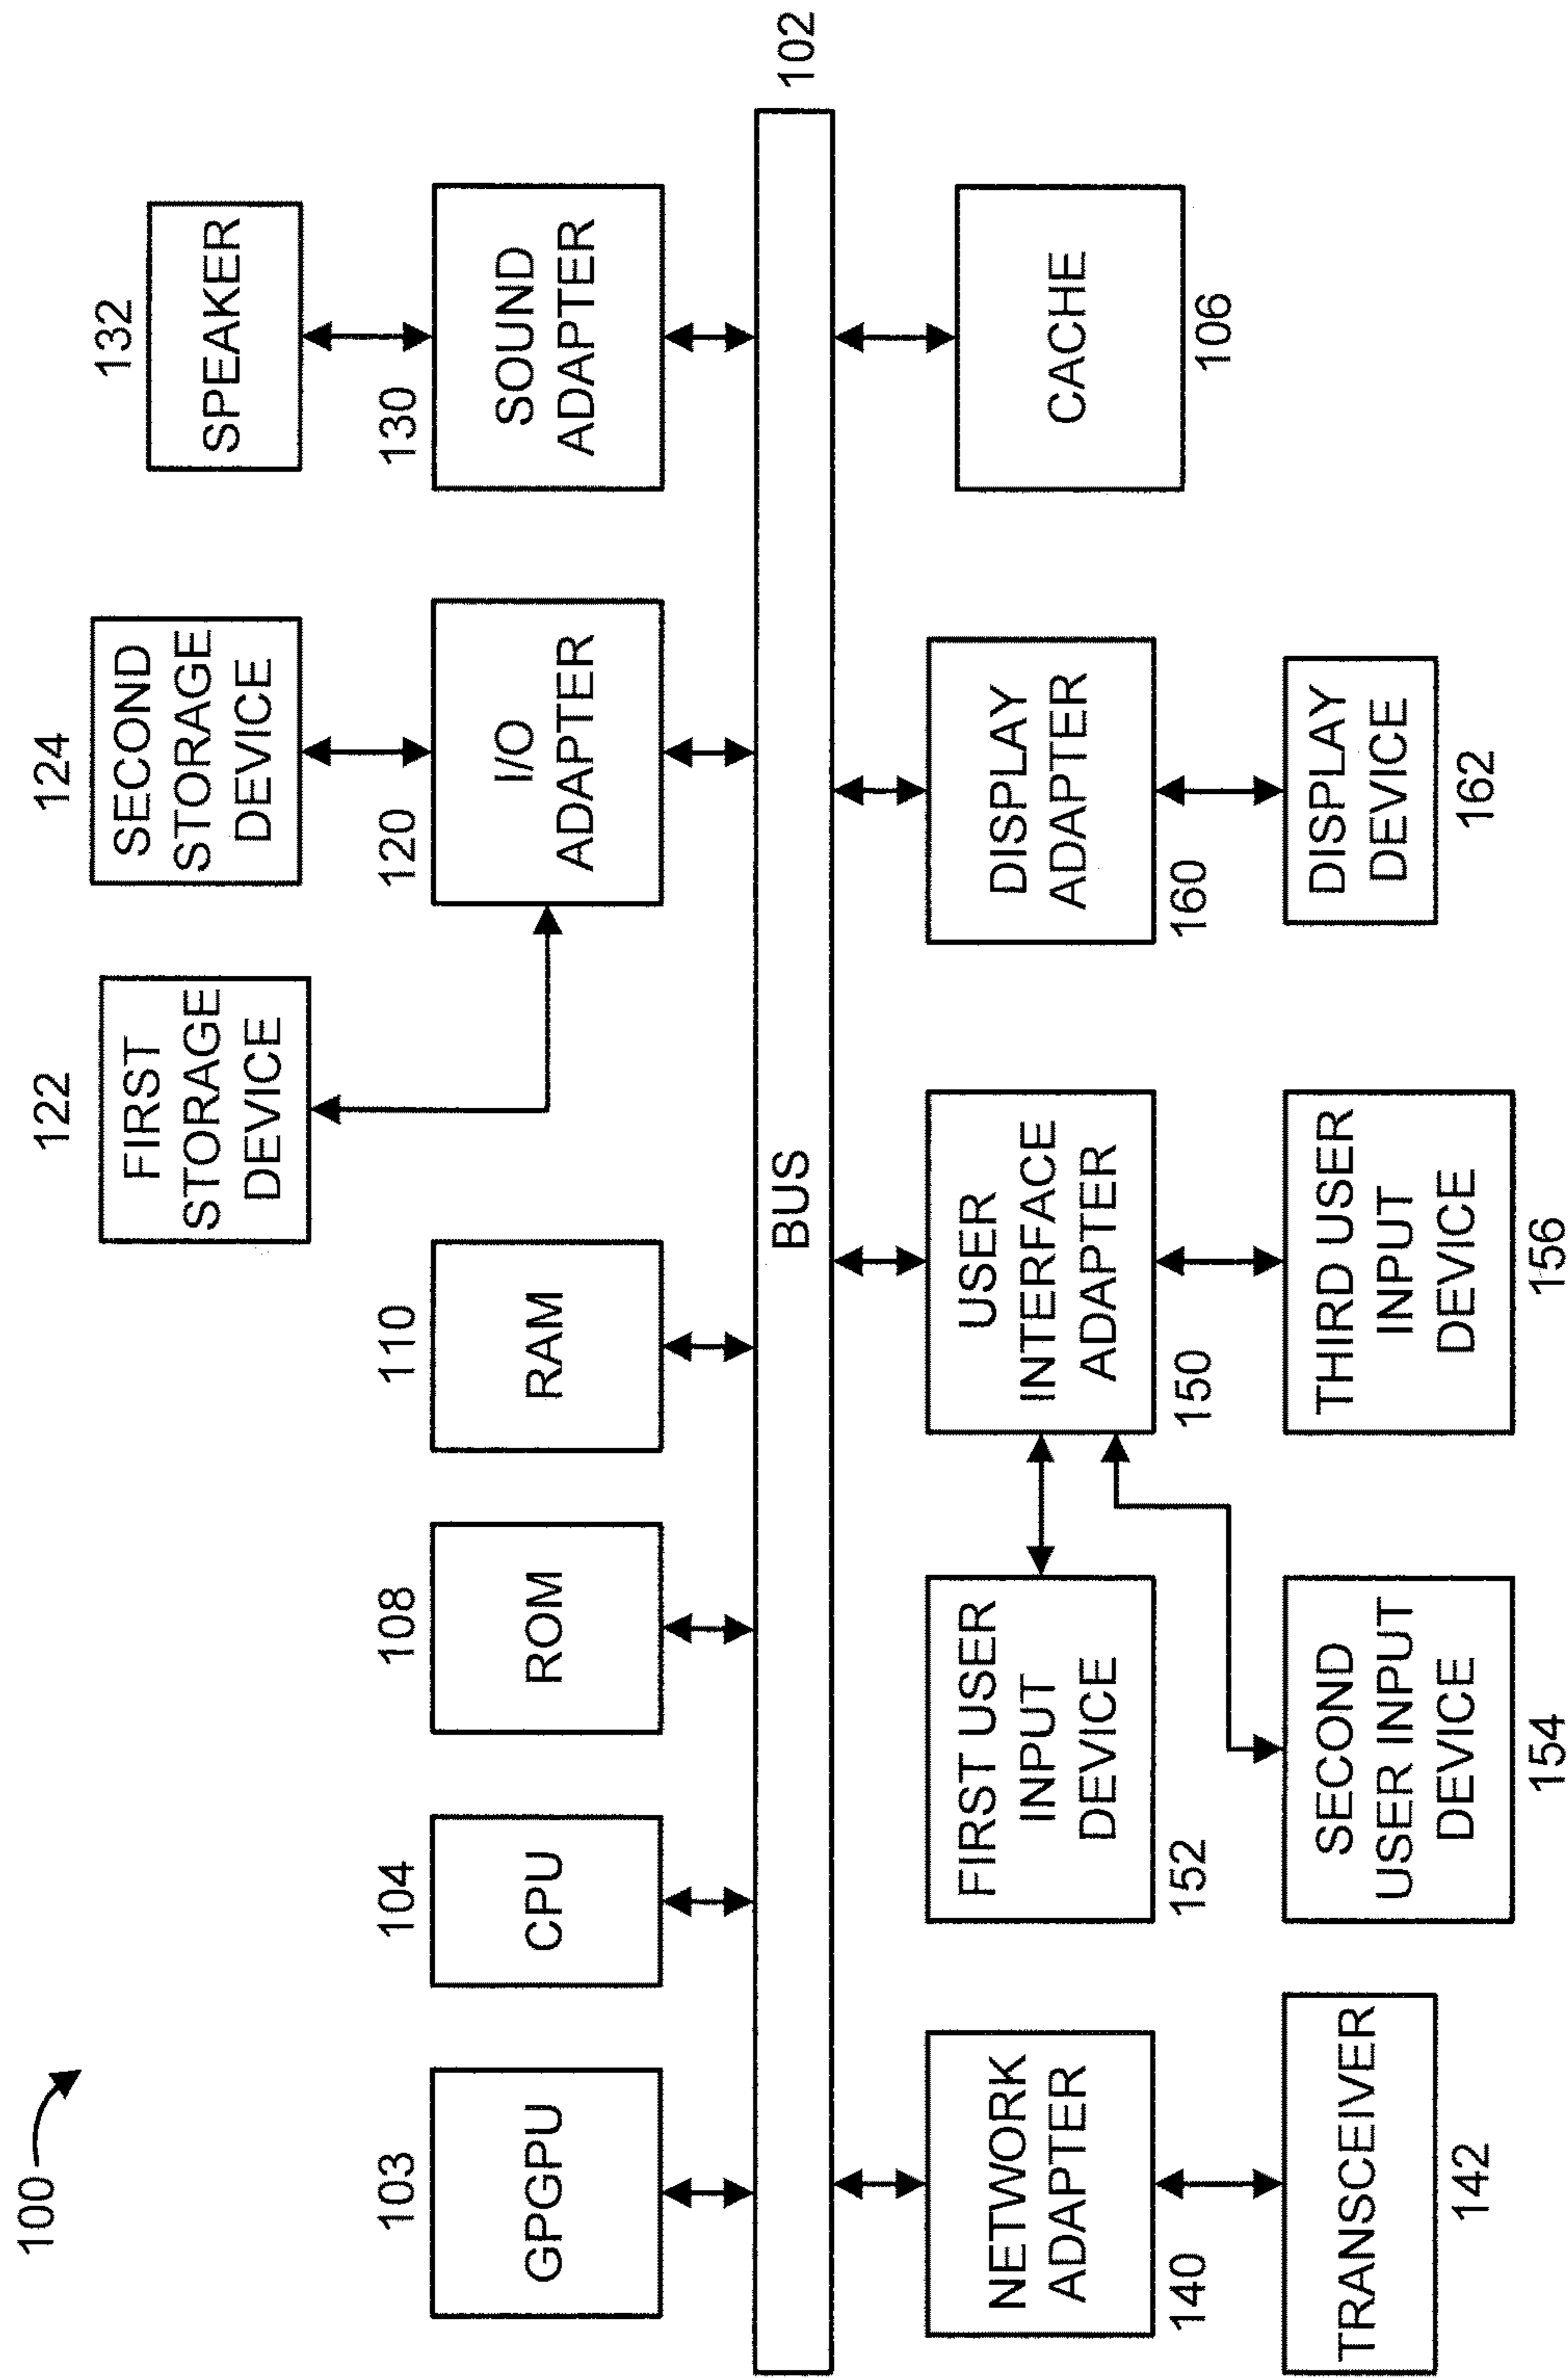 100
103
GPGPU
104
CPU
108
ROM
110
RAM
122
FIRST
STORAGE
DEVICE
124
SECOND
STORAGE
DEVICE
120
I/O
ADAPTER
132
SPEAKER
130
SOUND
ADAPTER
BUS
102
NETWORK
ADAPTER
140
TRANSCEIVER
142
FIRST USER
INPUT
DEVICE
152
SECOND
USER INPUT
DEVICE
154
USER
INTERFACE
ADAPTER
150
THIRD USER
INPUT
DEVICE
156
DISPLAY
ADAPTER
160
DISPLAY
DEVICE
162
CACHE
106